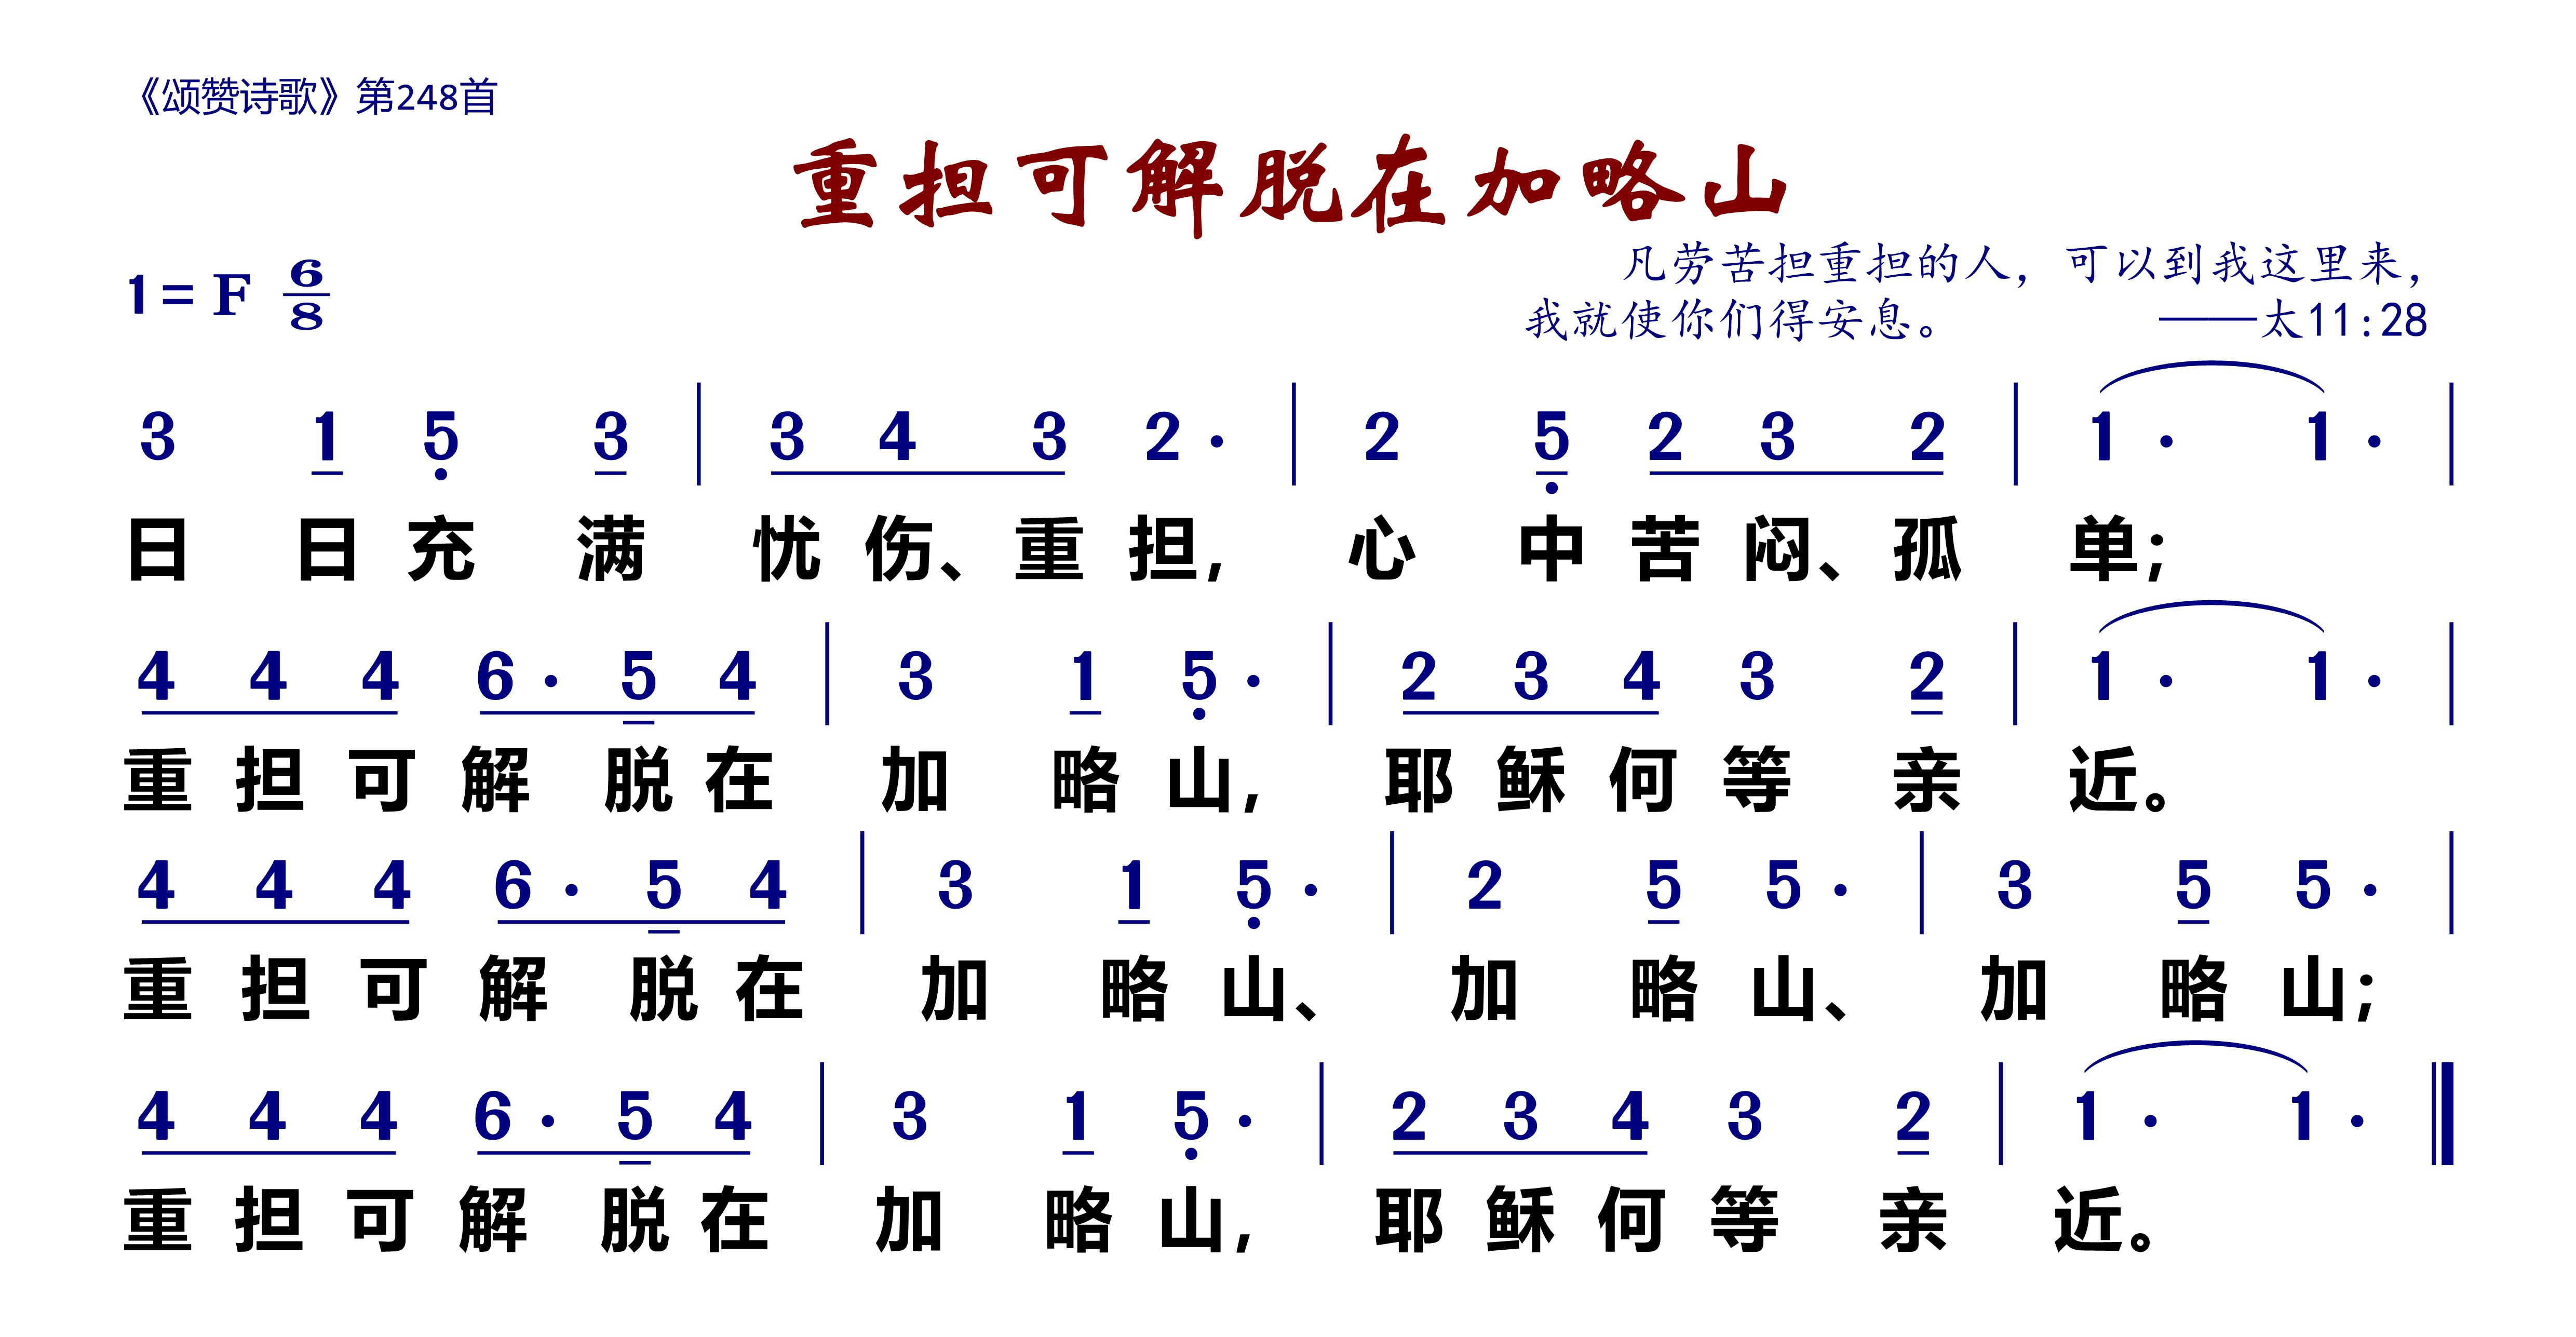 《颂赞诗歌》第248首
重担可解脱在加略山
1= F 6/8
凡劳苦担重担的人，可以到我这里来，
我就使你们得安息。 ——太11:28
3 1 5 3 | 3 4 3 2 · | 2 5 2 3 2 | 1 · 1 · |
日 日 充 满 忧 伤、重 担， 心 中 苦 闷、孤 单；
4 4 4 6 · 5 4 | 3 1 5 · | 2 3 4 3 2 | 1 · 1 · |
重 担 可 解 脱 在 加 略 山， 耶 稣 何 等 亲 近。
4 4 4 6 · 5 4 | 3 1 5 · | 2 5 5 · | 3 5 5 · |
重 担 可 解 脱 在 加 略 山、 加 略 山、 加 略 山；
4 4 4 6 · 5 4 | 3 1 5 · | 2 3 4 3 2 | 1 · 1 · ‖
重 担 可 解 脱 在 加 略 山， 耶 稣 何 等 亲 近。